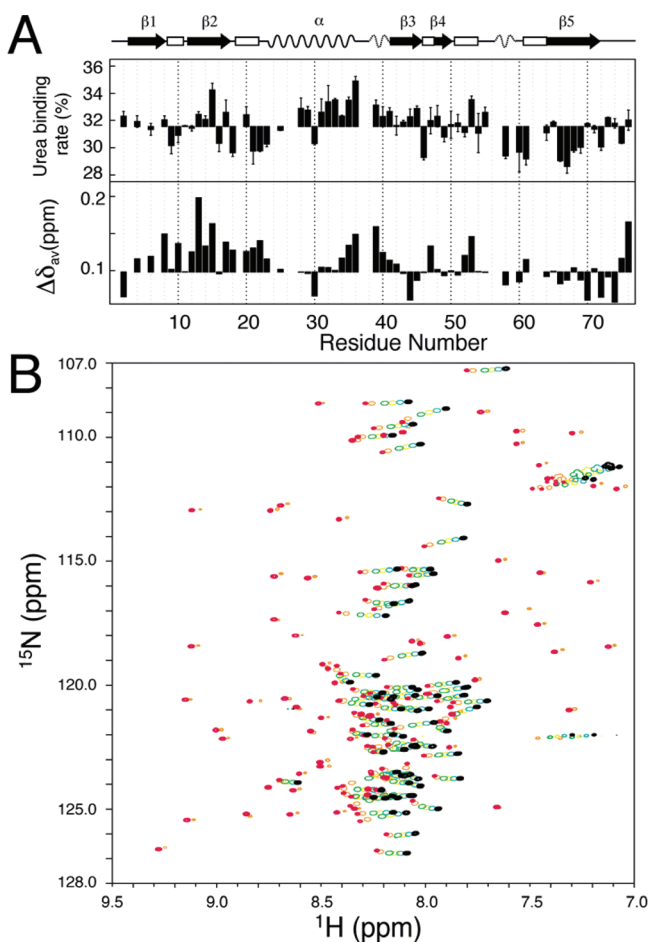 A
β1 β2 α β3 β4 β5
Urea binding
rate (%)
36
34
32
30
28
Δδav(ppm)
0.2
0.1
10 20 30 40 50 60 70
Residue Number
B
15N (ppm)
107.0
110.0
115.0
120.0
125.0
128.0
9.5 9.0 8.5 8.0 7.5 7.0
1H (ppm)